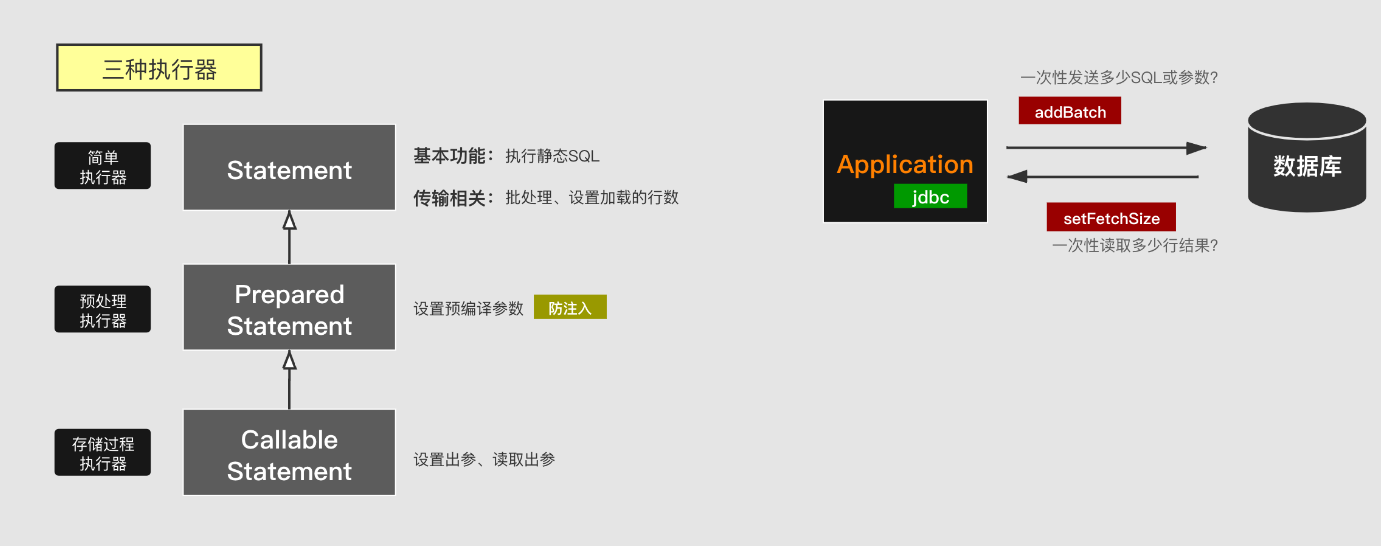 三种执行器
简单
执行器
Statement
基本功能：执行静态SQL
传输相关：批处理、设置加载的行数
预处理
执行器
Prepared
Statement
设置预编译参数
防注入
存储过程
执行器
Callable
Statement
设置出参、读取出参
一次性发送多少SQL或参数?
addBatch
Application
jdbc
数据库
setFetchSize
一次性读取多少行结果?